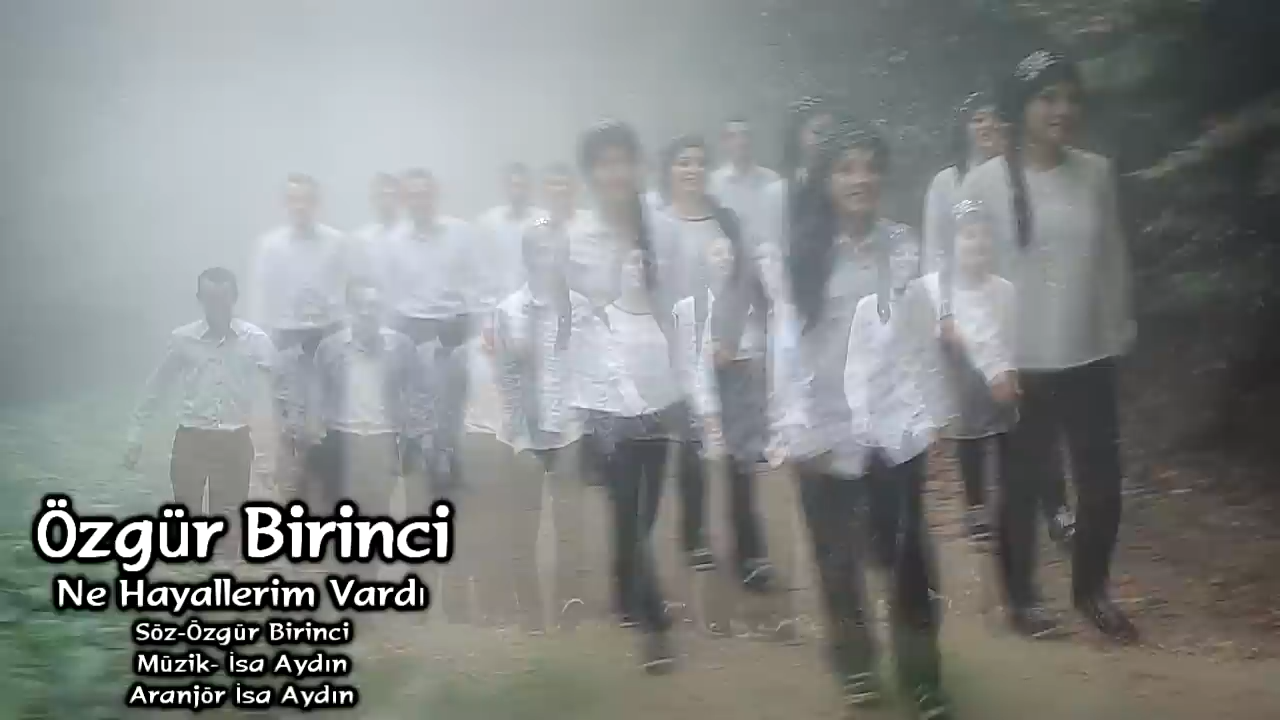 Özgür Birinci
Ne Hayallerim Vardı
Söz-Özgür Birinci
Müzik- İsa Aydın
Aranjör İsa Aydın